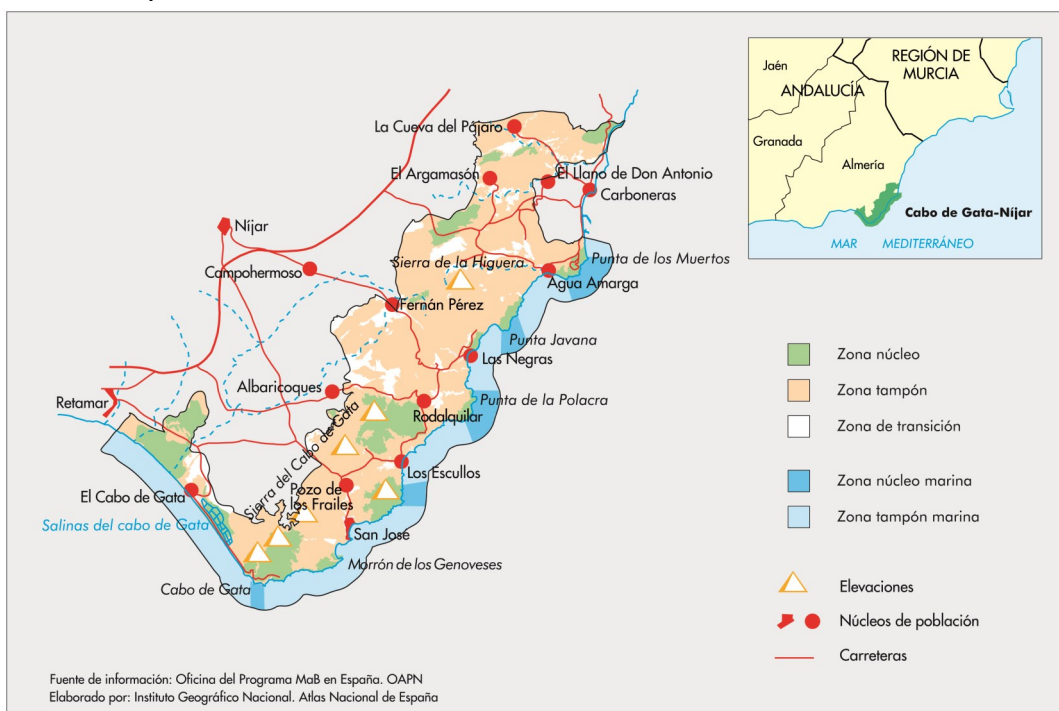 La Cueva del Pájaro
El Argamasón
El Llano de Don Antonio
Carboneras
Níjar
Campohermoso
Sierra de la Higuera
Punta de los Muertos
Agua Amarga
Fernán Pérez
Punta Javana
Las Negras
Albaricoques
Retamar
Punta de la Polacra
Rodalquilar
Sierra del Cabo de Gata
Los Escullos
El Cabo de Gata
Pozo de
los Frailes
Salinas del cabo de Gata
San José
Morrón de los Genoveses
Cabo de Gata
Jaén
REGIÓN DE
MURCIA
ANDALUCÍA
Granada
Almería
Cabo de Gata-Níjar
MAR MEDITERRÁNEO
Zona núcleo
Zona tampón
Zona de transición
Zona núcleo marina
Zona tampón marina
Elevaciones
Núcleos de población
Carreteras
Fuente de información: Oficina del Programa MaB en España. OAPN
Elaborado por: Instituto Geográfico Nacional. Atlas Nacional de España